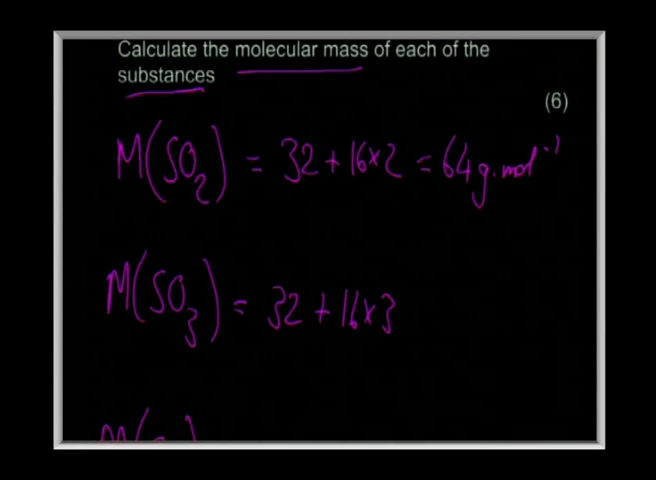 Calculate the molecular mass of each of the
substances
(6)
M(SO₂) = 32 + 16×2 = 64 g.mol⁻¹
M(SO₃) = 32 + 16×3